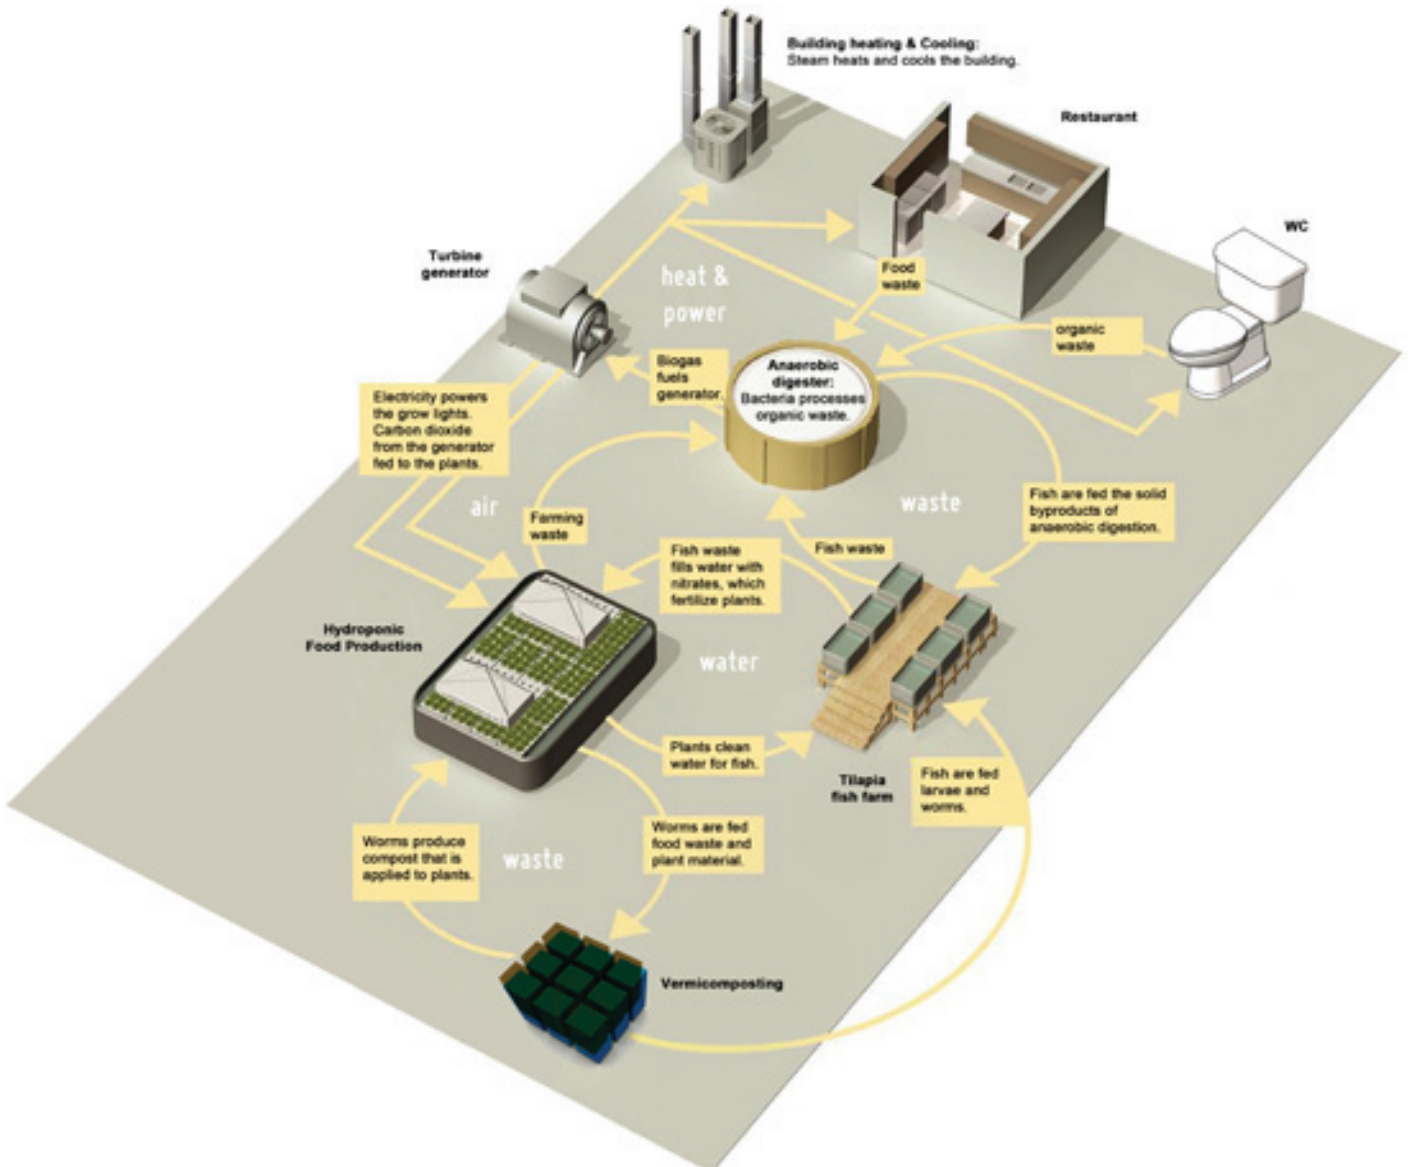 Building heating & Cooling:
Steam heats and cools the building.
Restaurant
WC
Turbine
generator
heat &
power
Food
waste
organic
waste
Biogas
fuels
generator.
Anaerobic
digester:
Bacteria processes
organic waste.
Electricity powers
the grow lights.
Carbon dioxide
from the generator
fed to the plants.
air
Farming
waste
waste
Fish are fed the solid
byproducts of
anaerobic digestion.
Fish waste
fills water with
nitrates, which
fertilize plants.
Fish waste
Hydroponic
Food Production
water
Plants clean
water for fish.
Tilapia
fish farm
Fish are fed
larvae and
worms.
Worms produce
compost that is
applied to plants.
waste
Worms are fed
food waste and
plant material.
Vermicomposting